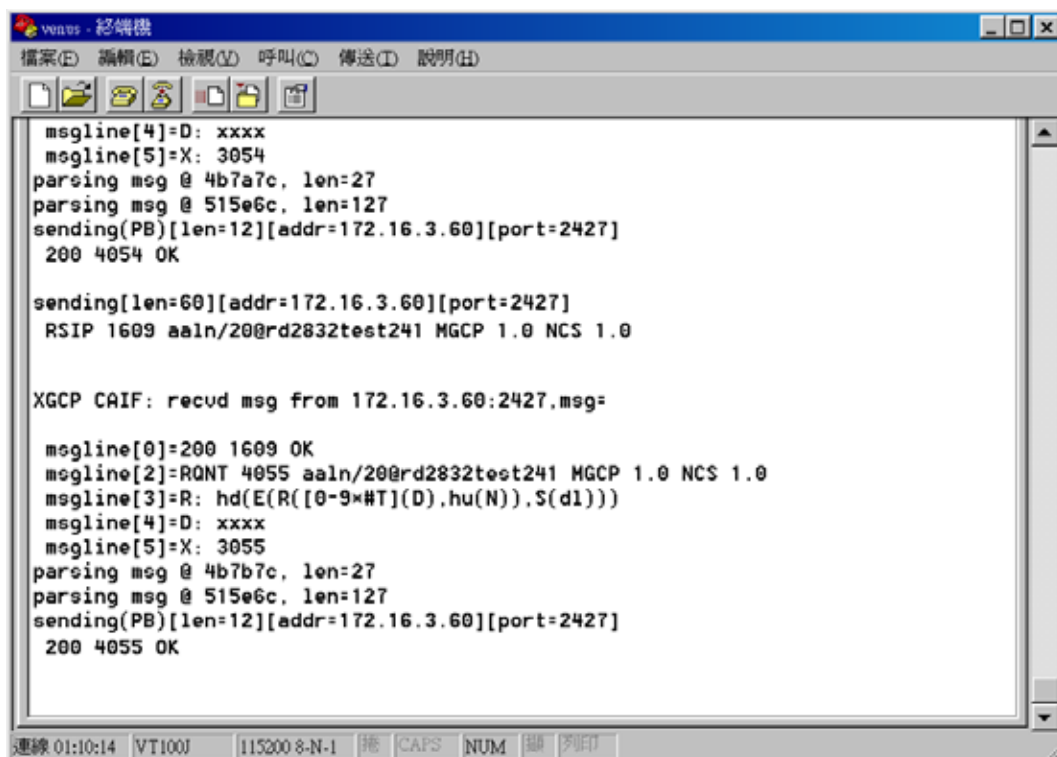 venus - 終端機
檔案(F) 編輯(E) 檢視(V) 呼叫(C) 傳送(T) 說明(H)
msgline[4]=D: xxxx
msgline[5]=X: 3054
parsing msg @ 4b7a7c, len=27
parsing msg @ 515e6c, len=127
sending(PB)[len=12][addr=172.16.3.60][port=2427]
200 4054 OK
sending[len=60][addr=172.16.3.60][port=2427]
RSIP 1609 aaln/20@rd2832test241 MGCP 1.0 NCS 1.0
XGCP CAIF: recvd msg from 172.16.3.60:2427,msg=
msgline[0]=200 1609 OK
msgline[2]=RQNT 4055 aaln/20@rd2832test241 MGCP 1.0 NCS 1.0
msgline[3]=R: hd(E(R([0-9*#T](D),hu(N)),S(dl)))
msgline[4]=D: xxxx
msgline[5]=X: 3055
parsing msg @ 4b7b7c, len=27
parsing msg @ 515e6c, len=127
sending(PB)[len=12][addr=172.16.3.60][port=2427]
200 4055 OK
連線 01:10:14 VT100J 115200 8-N-1 捲 CAPS NUM 擷 列印